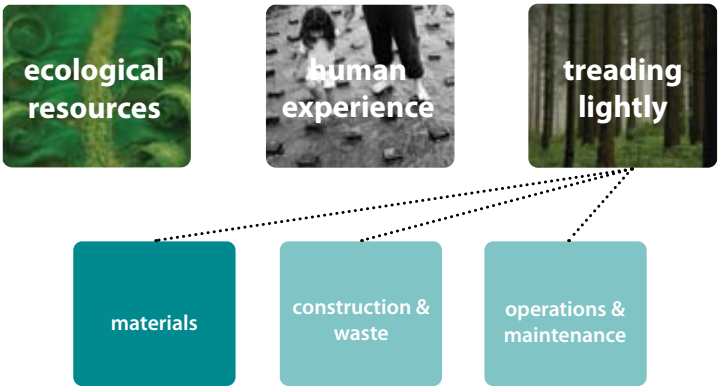 ecological
resources
human
experience
treading
lightly
materials
construction &
waste
operations &
maintenance